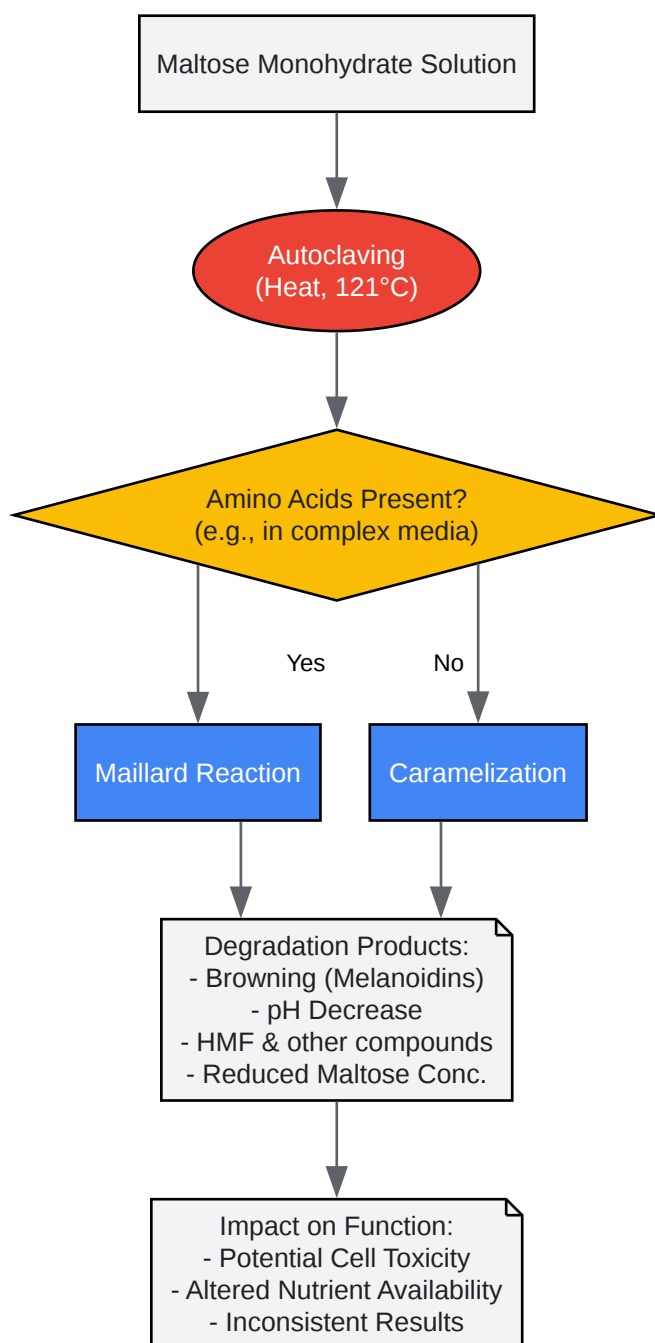 Maltose Monohydrate Solution
Autoclaving
(Heat, 121°C)
Amino Acids Present?
(e.g., in complex media)
Yes
No
Maillard Reaction
Caramelization
Degradation Products:
- Browning (Melanoidins)
- pH Decrease
- HMF & other compounds
- Reduced Maltose Conc.
Impact on Function:
- Potential Cell Toxicity
- Altered Nutrient Availability
- Inconsistent Results